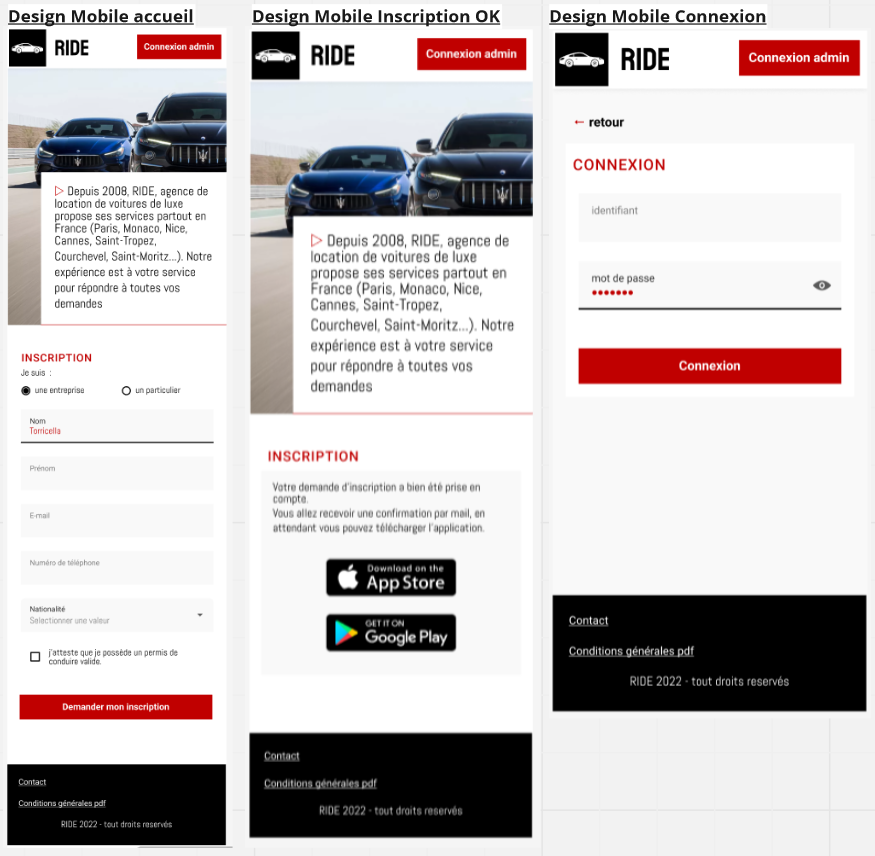 Design Mobile accueil
RIDE
Connexion admin
▷ Depuis 2008, RIDE, agence de
location de voitures de luxe
propose ses services partout en
France (Paris, Monaco, Nice,
Cannes, Saint-Tropez,
Courchevel, Saint-Moritz...). Notre
expérience est à votre service
pour répondre à toutes vos
demandes
INSCRIPTION
Je suis :
une entreprise
un particulier
Nom
Torricella
Prénom
E-mail
Numéro de téléphone
Nationalité
Selectionner une valeur
j'atteste que je possède un permis de
conduire valide.
Demander mon inscription
Contact
Conditions générales pdf
RIDE 2022 - tout droits reservés
Design Mobile Inscription OK
RIDE
Connexion admin
▷ Depuis 2008, RIDE, agence de
location de voitures de luxe
propose ses services partout en
France (Paris, Monaco, Nice,
Cannes, Saint-Tropez,
Courchevel, Saint-Moritz...). Notre
expérience est à votre service
pour répondre à toutes vos
demandes
INSCRIPTION
Votre demande d'inscription a bien été prise en
compte.
Vous allez recevoir une confirmation par mail, en
attendant vous pouvez télécharger l'application.
Download on the
App Store
GET IT ON
Google Play
Contact
Conditions générales pdf
RIDE 2022 - tout droits reservés
Design Mobile Connexion
RIDE
Connexion admin
← retour
CONNEXION
identifiant
mot de passe
•••••••
Connexion
Contact
Conditions générales pdf
RIDE 2022 - tout droits reservés